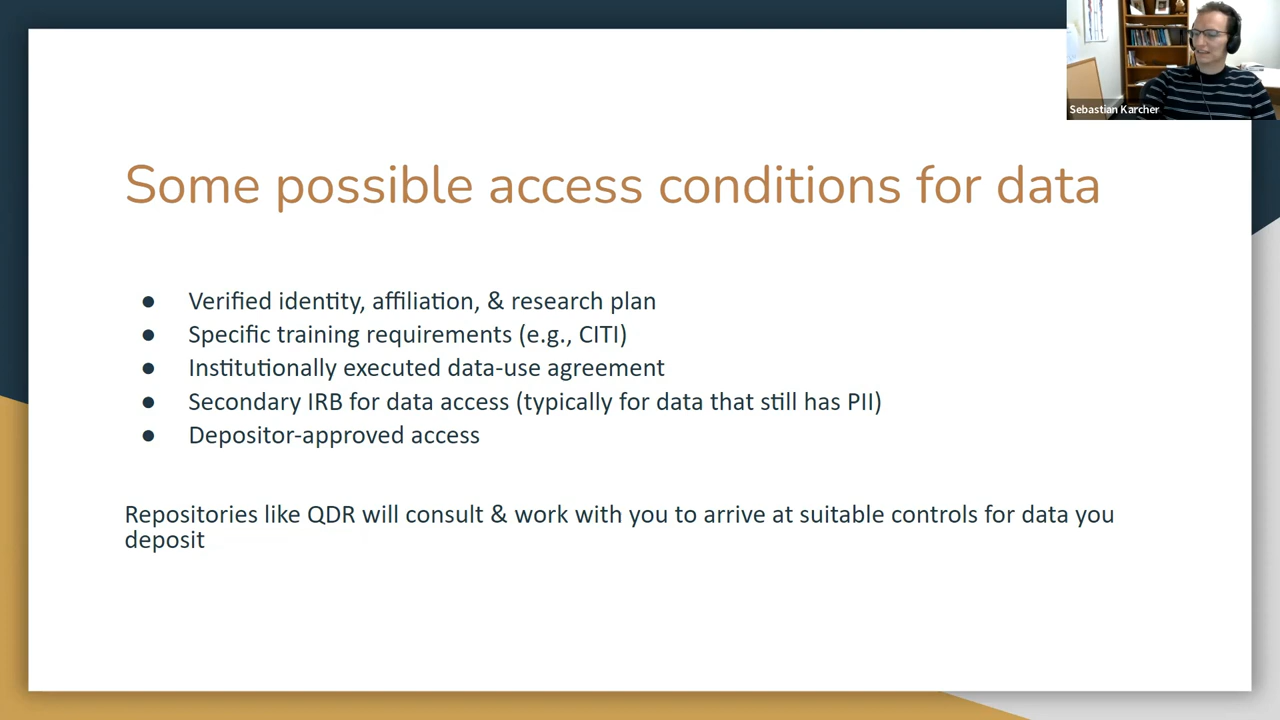 Sebastian Karcher
Some possible access conditions for data
● Verified identity, affiliation, & research plan
● Specific training requirements (e.g., CITI)
● Institutionally executed data-use agreement
● Secondary IRB for data access (typically for data that still has PII)
● Depositor-approved access
Repositories like QDR will consult & work with you to arrive at suitable controls for data you
deposit